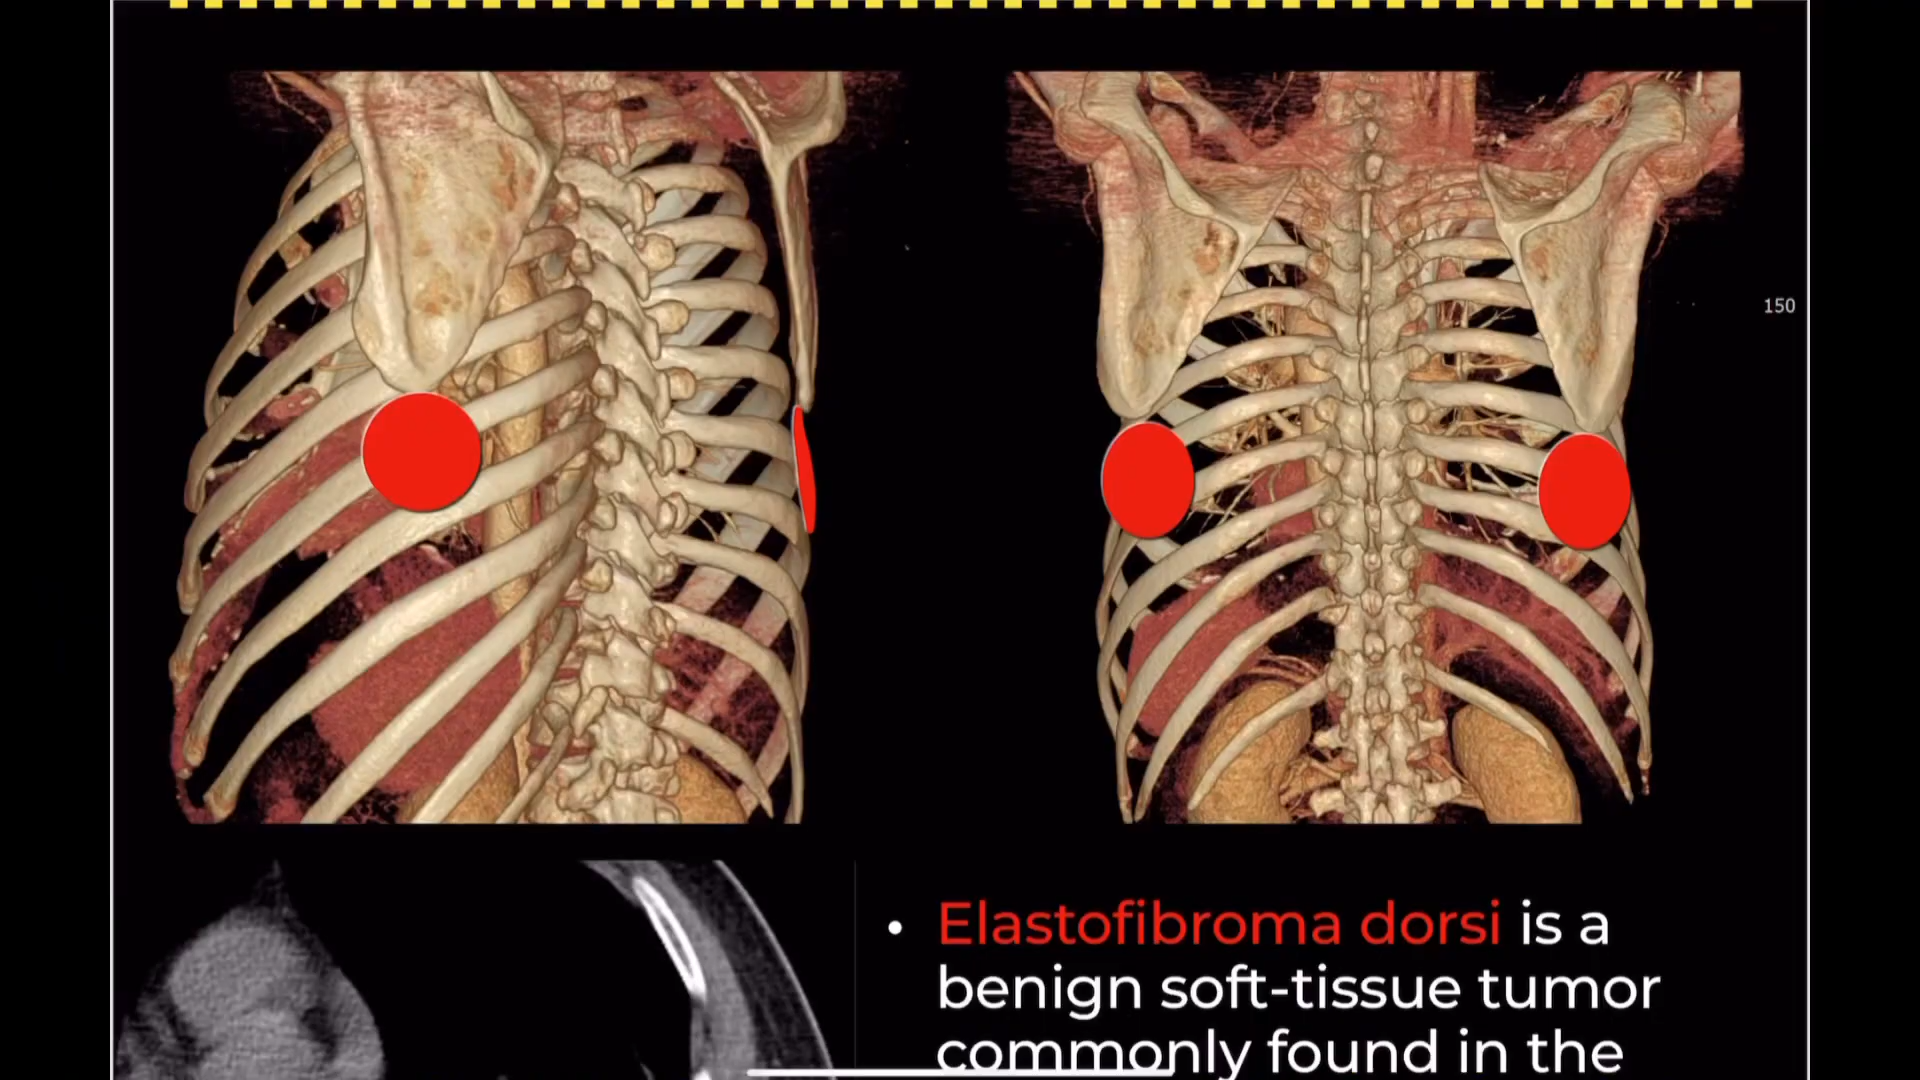 150
• Elastofibroma dorsi is a
benign soft-tissue tumor
commonly found in the